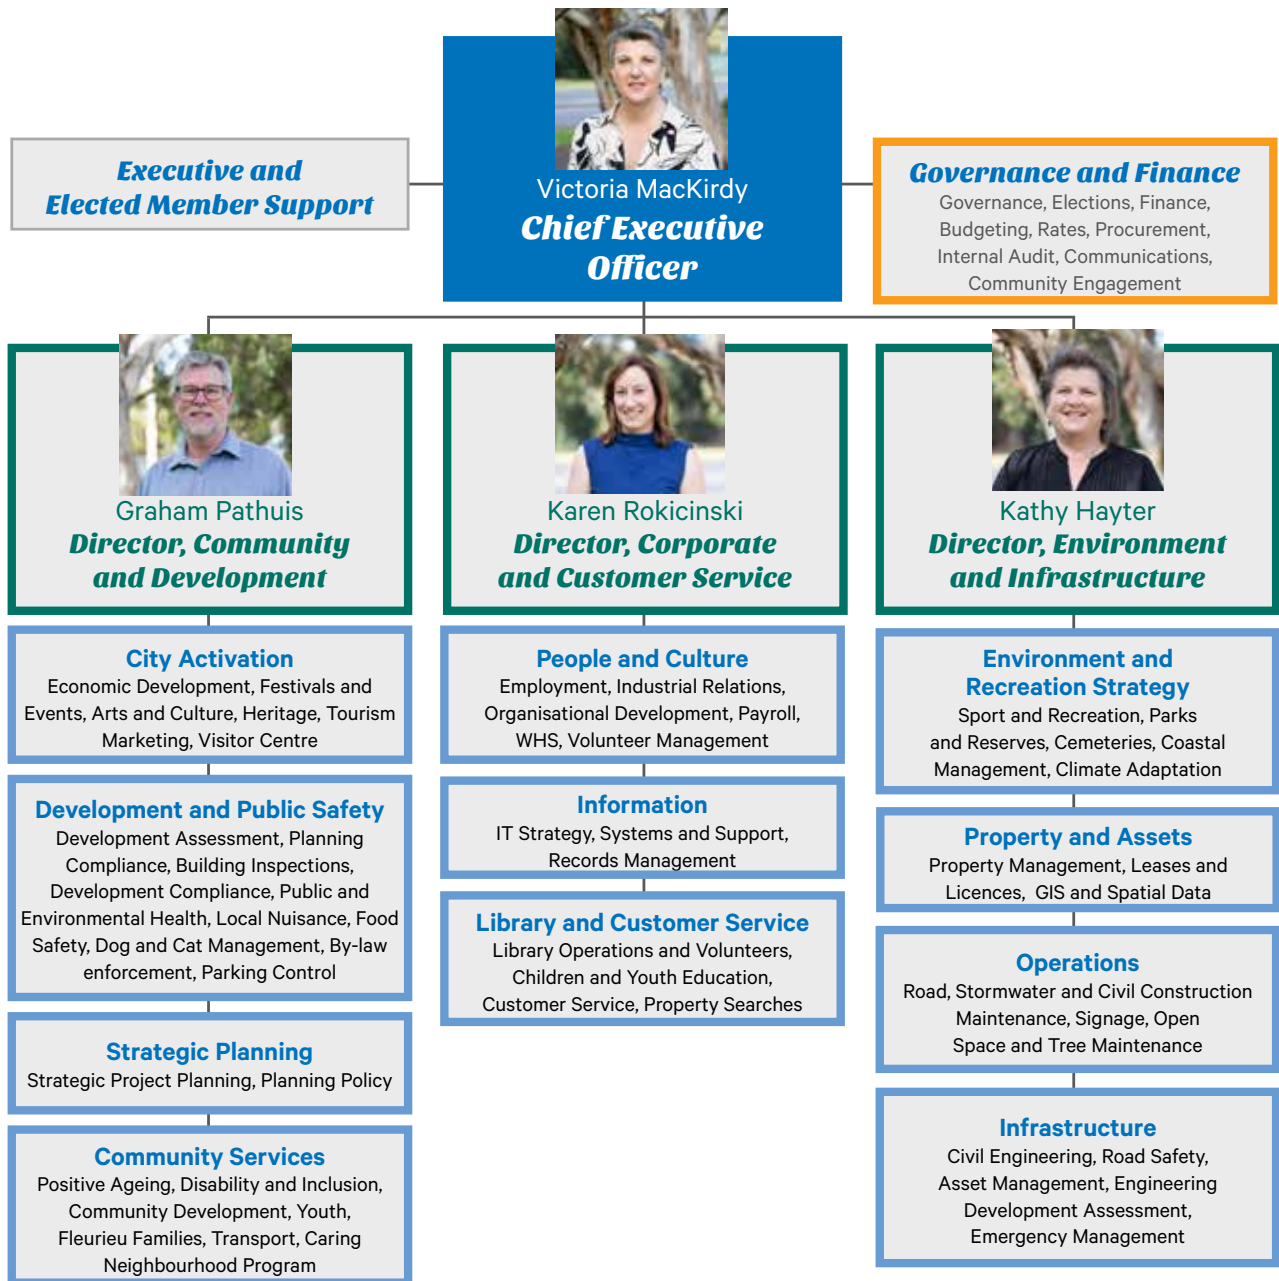 Victoria MacKirdy
Chief Executive
Officer
Executive and
Elected Member Support
Governance and Finance
Governance, Elections, Finance,
Budgeting, Rates, Procurement,
Internal Audit, Communications,
Community Engagement
Graham Pathuis
Director, Community
and Development
City Activation
Economic Development, Festivals and
Events, Arts and Culture, Heritage, Tourism
Marketing, Visitor Centre
Development and Public Safety
Development Assessment, Planning
Compliance, Building Inspections,
Development Compliance, Public and
Environmental Health, Local Nuisance, Food
Safety, Dog and Cat Management, By-law
enforcement, Parking Control
Strategic Planning
Strategic Project Planning, Planning Policy
Community Services
Positive Ageing, Disability and Inclusion,
Community Development, Youth,
Fleurieu Families, Transport, Caring
Neighbourhood Program
Karen Rokicinski
Director, Corporate
and Customer Service
People and Culture
Employment, Industrial Relations,
Organisational Development, Payroll,
WHS, Volunteer Management
Information
IT Strategy, Systems and Support,
Records Management
Library and Customer Service
Library Operations and Volunteers,
Children and Youth Education,
Customer Service, Property Searches
Kathy Hayter
Director, Environment
and Infrastructure
Environment and
Recreation Strategy
Sport and Recreation, Parks
and Reserves, Cemeteries, Coastal
Management, Climate Adaptation
Property and Assets
Property Management, Leases and
Licences, GIS and Spatial Data
Operations
Road, Stormwater and Civil Construction
Maintenance, Signage, Open
Space and Tree Maintenance
Infrastructure
Civil Engineering, Road Safety,
Asset Management, Engineering
Development Assessment,
Emergency Management